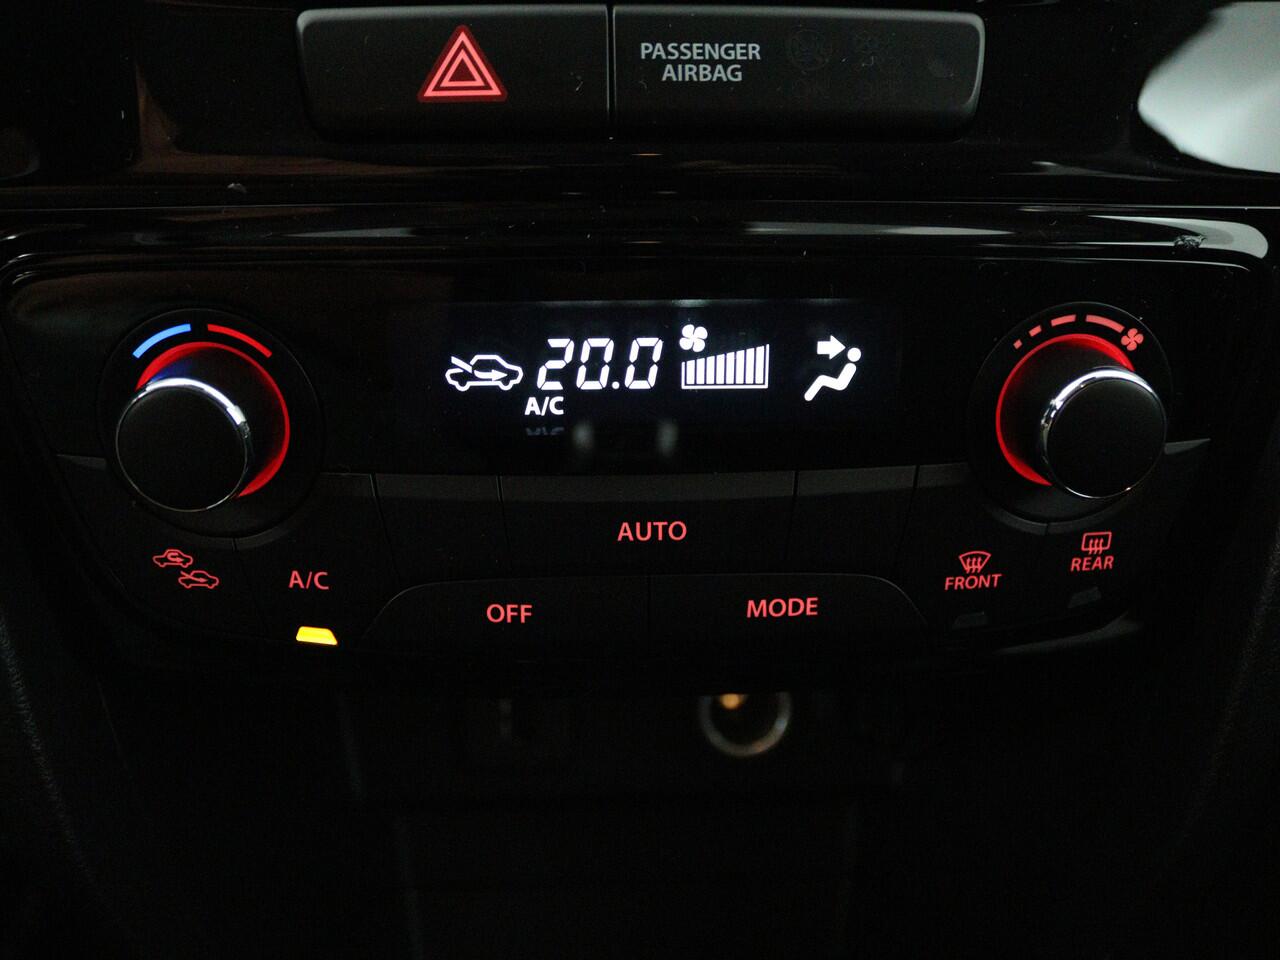 PASSENGER
AIRBAG
20.0
A/C
AUTO
A/C
OFF
MODE
FRONT
REAR